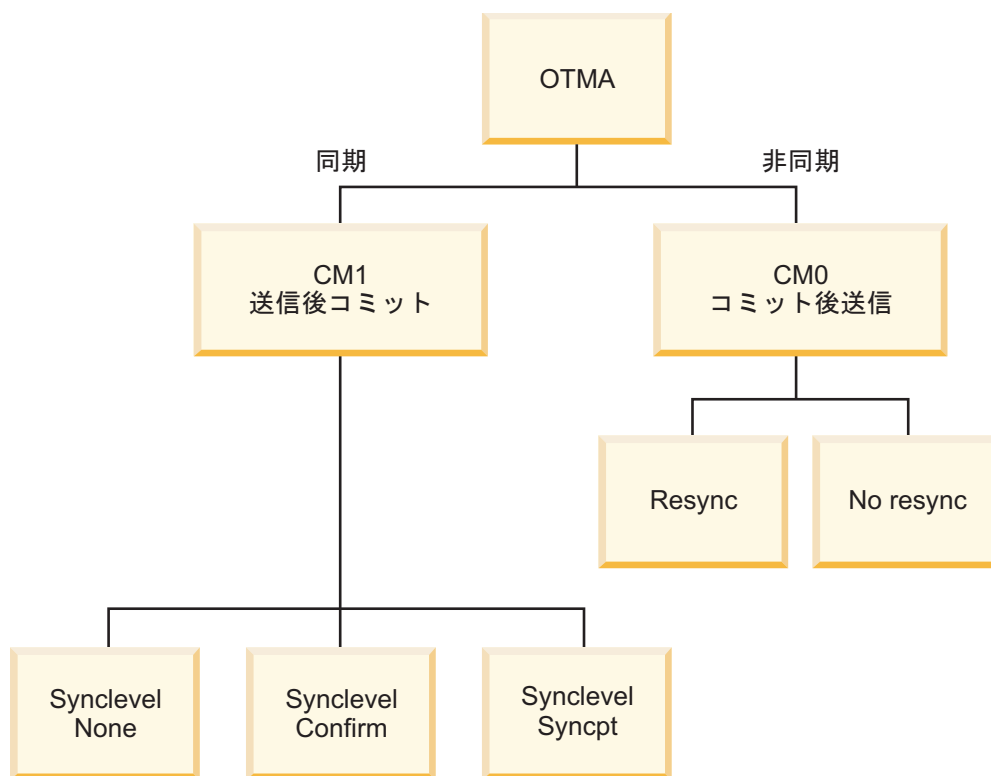 OTMA
同期
非同期
CM1
送信後コミット
CM0
コミット後送信
Resync
No resync
Synclevel
None
Synclevel
Confirm
Synclevel
Syncpt